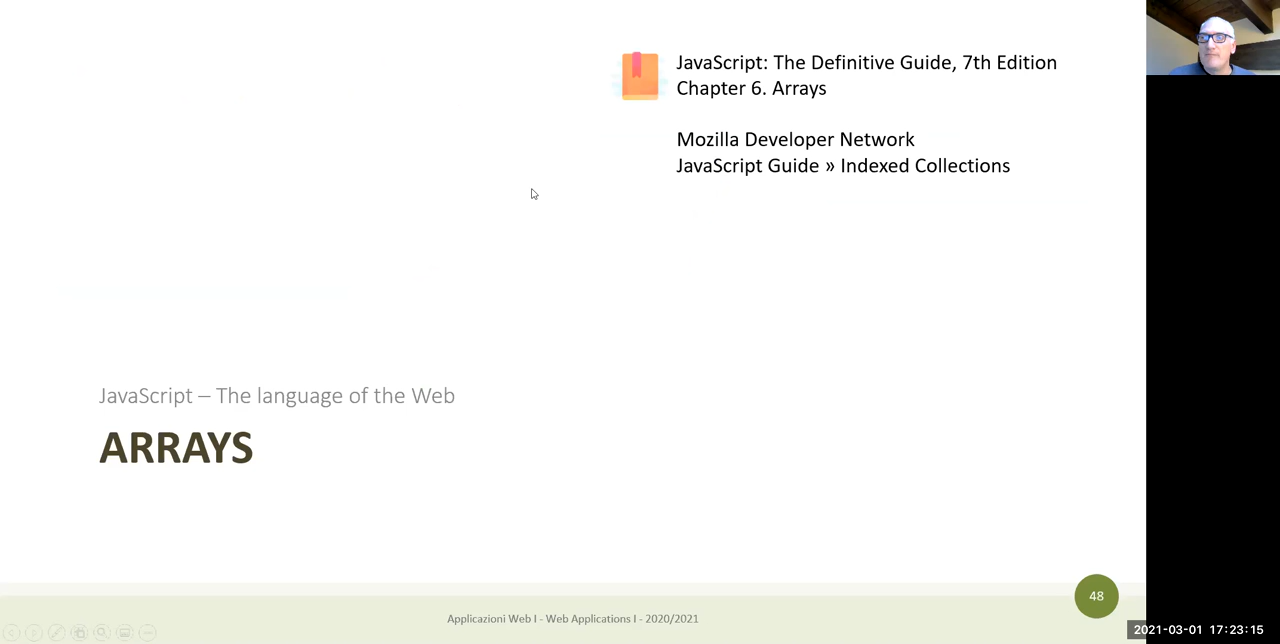 JavaScript: The Definitive Guide, 7th Edition
Chapter 6. Arrays
Mozilla Developer Network
JavaScript Guide » Indexed Collections
JavaScript – The language of the Web
ARRAYS
48
Applicazioni Web I - Web Applications I - 2020/2021
2021-03-01 17:23:15